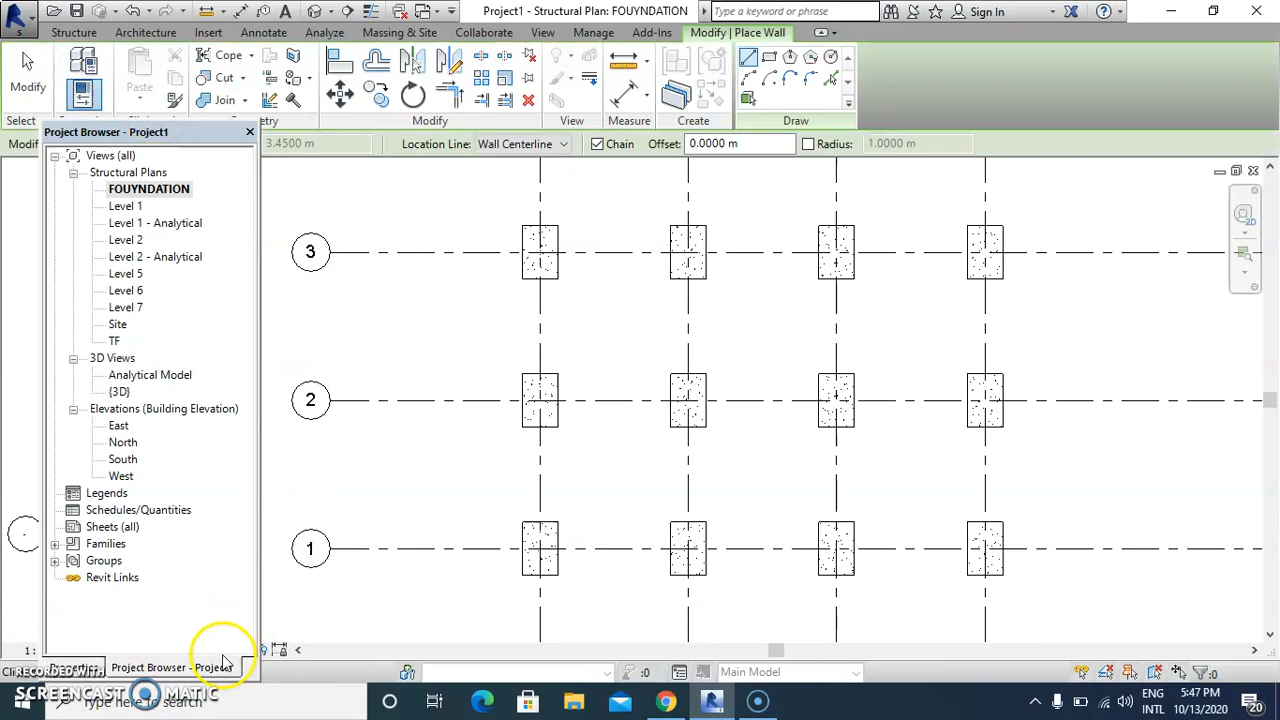 Project1 - Structural Plan: FOUYNDATION
Type a keyword or phrase
Sign In
Structure
Architecture
Insert
Analyze
Massing & Site
Collaborate
View
Manage
Add-Ins
Modify | Place Wall
Modify
Paste
Cope
Cut
Join
Select
Modify
View
Measure
Create
Draw
3.4500 m
Location Line:
Wall Centerline
Chain
Offset:
0.0000 m
Radius:
1.0000 m
Project Browser - Project1
Views (all)
Structural Plans
FOUYNDATION
Level 1
Level 1 - Analytical
Level 2
Level 2 - Analytical
Level 5
Level 6
Level 7
Site
TF
3D Views
Analytical Model
{3D}
Elevations (Building Elevation)
East
North
South
West
Legends
Schedules/Quantities
Sheets (all)
Families
Groups
Revit Links
3
2
1
2D
Project Browser - Project1
:0
Main Model
:0
RECORDED WITH
SCREENCAST MATIC
Type here to search
ENG
INTL
5:47 PM
10/13/2020
20